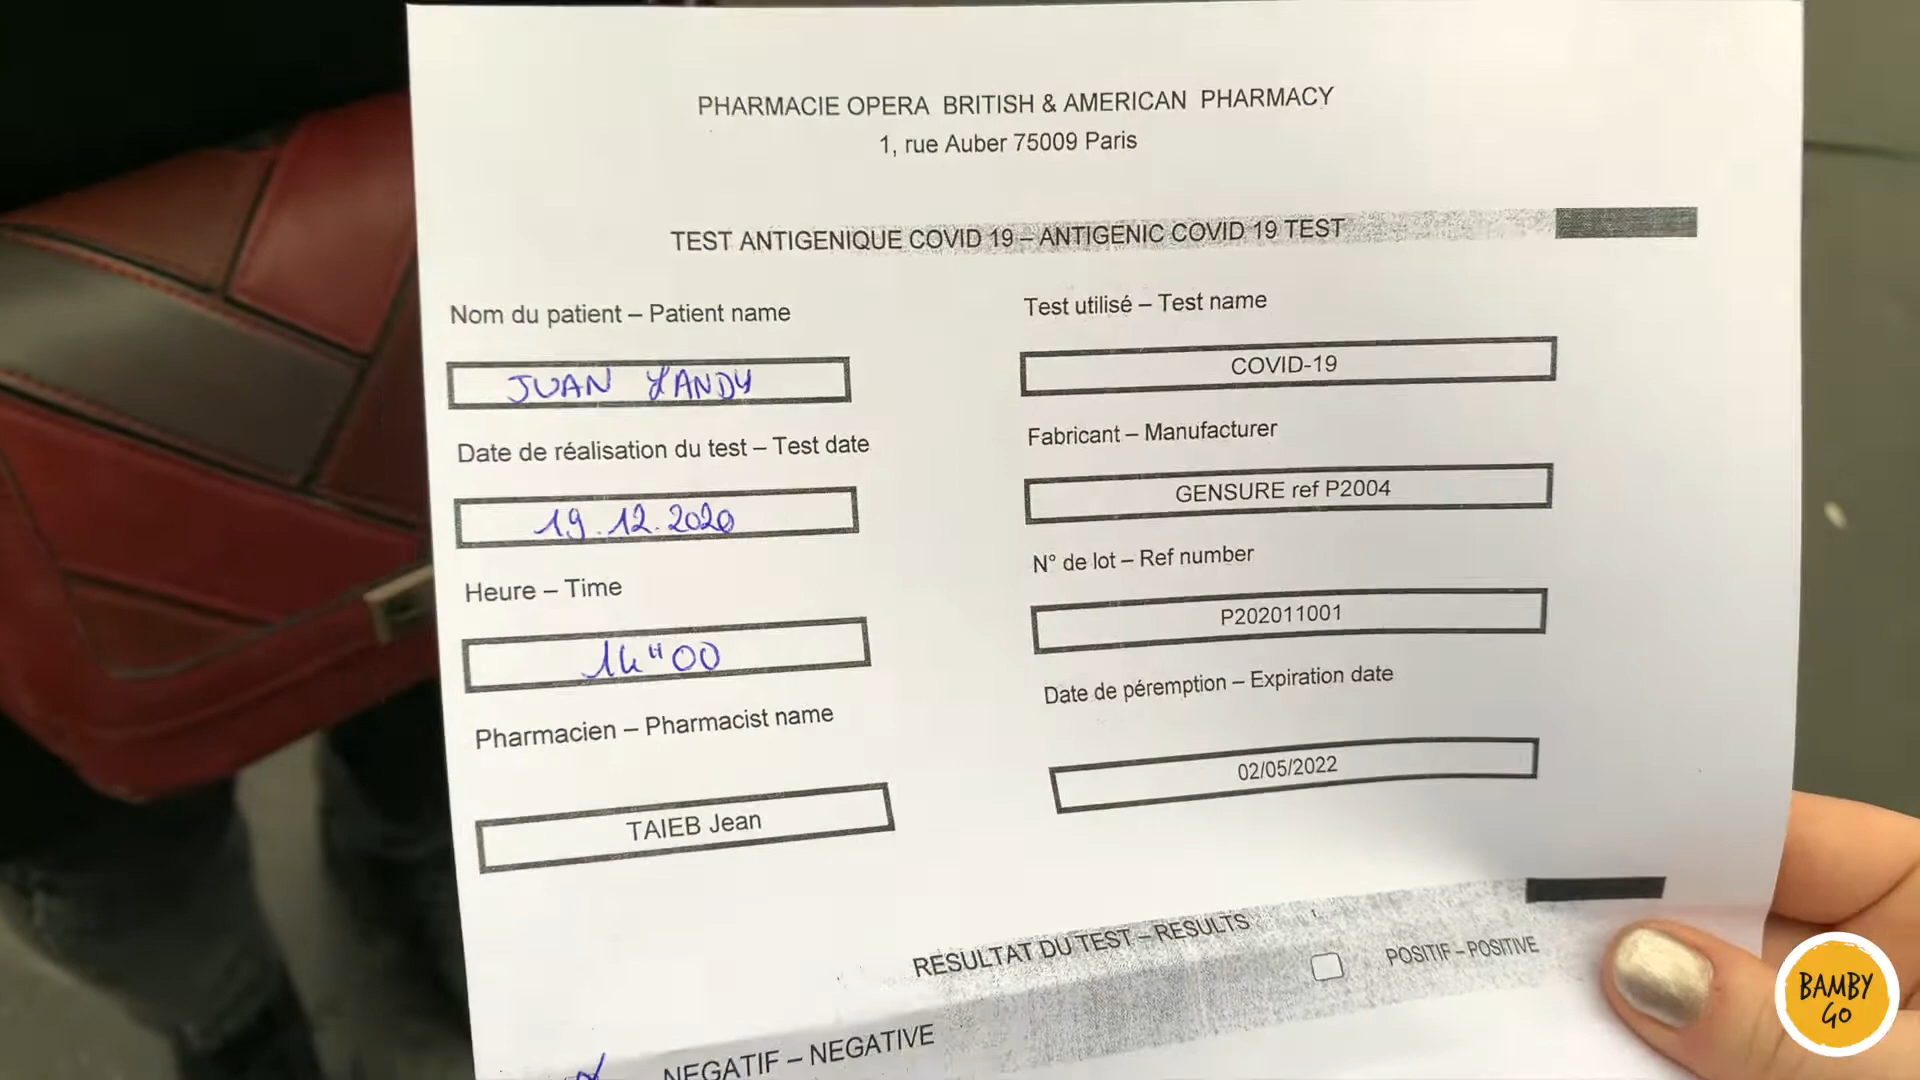 PHARMACIE OPERA BRITISH & AMERICAN PHARMACY
1, rue Auber 75009 Paris
TEST ANTIGENIQUE COVID 19 – ANTIGENIC COVID 19 TEST
Nom du patient – Patient name
JUAN YANDY
Date de réalisation du test – Test date
19.12.2020
Heure – Time
14H00
Pharmacien – Pharmacist name
TAIEB Jean
Test utilisé – Test name
COVID-19
Fabricant – Manufacturer
GENSURE ref P2004
N° de lot – Ref number
P202011001
Date de péremption – Expiration date
02/05/2022
RESULTAT DU TEST – RESULTS
POSITIF – POSITIVE
NEGATIF – NEGATIVE
BAMBY
GO